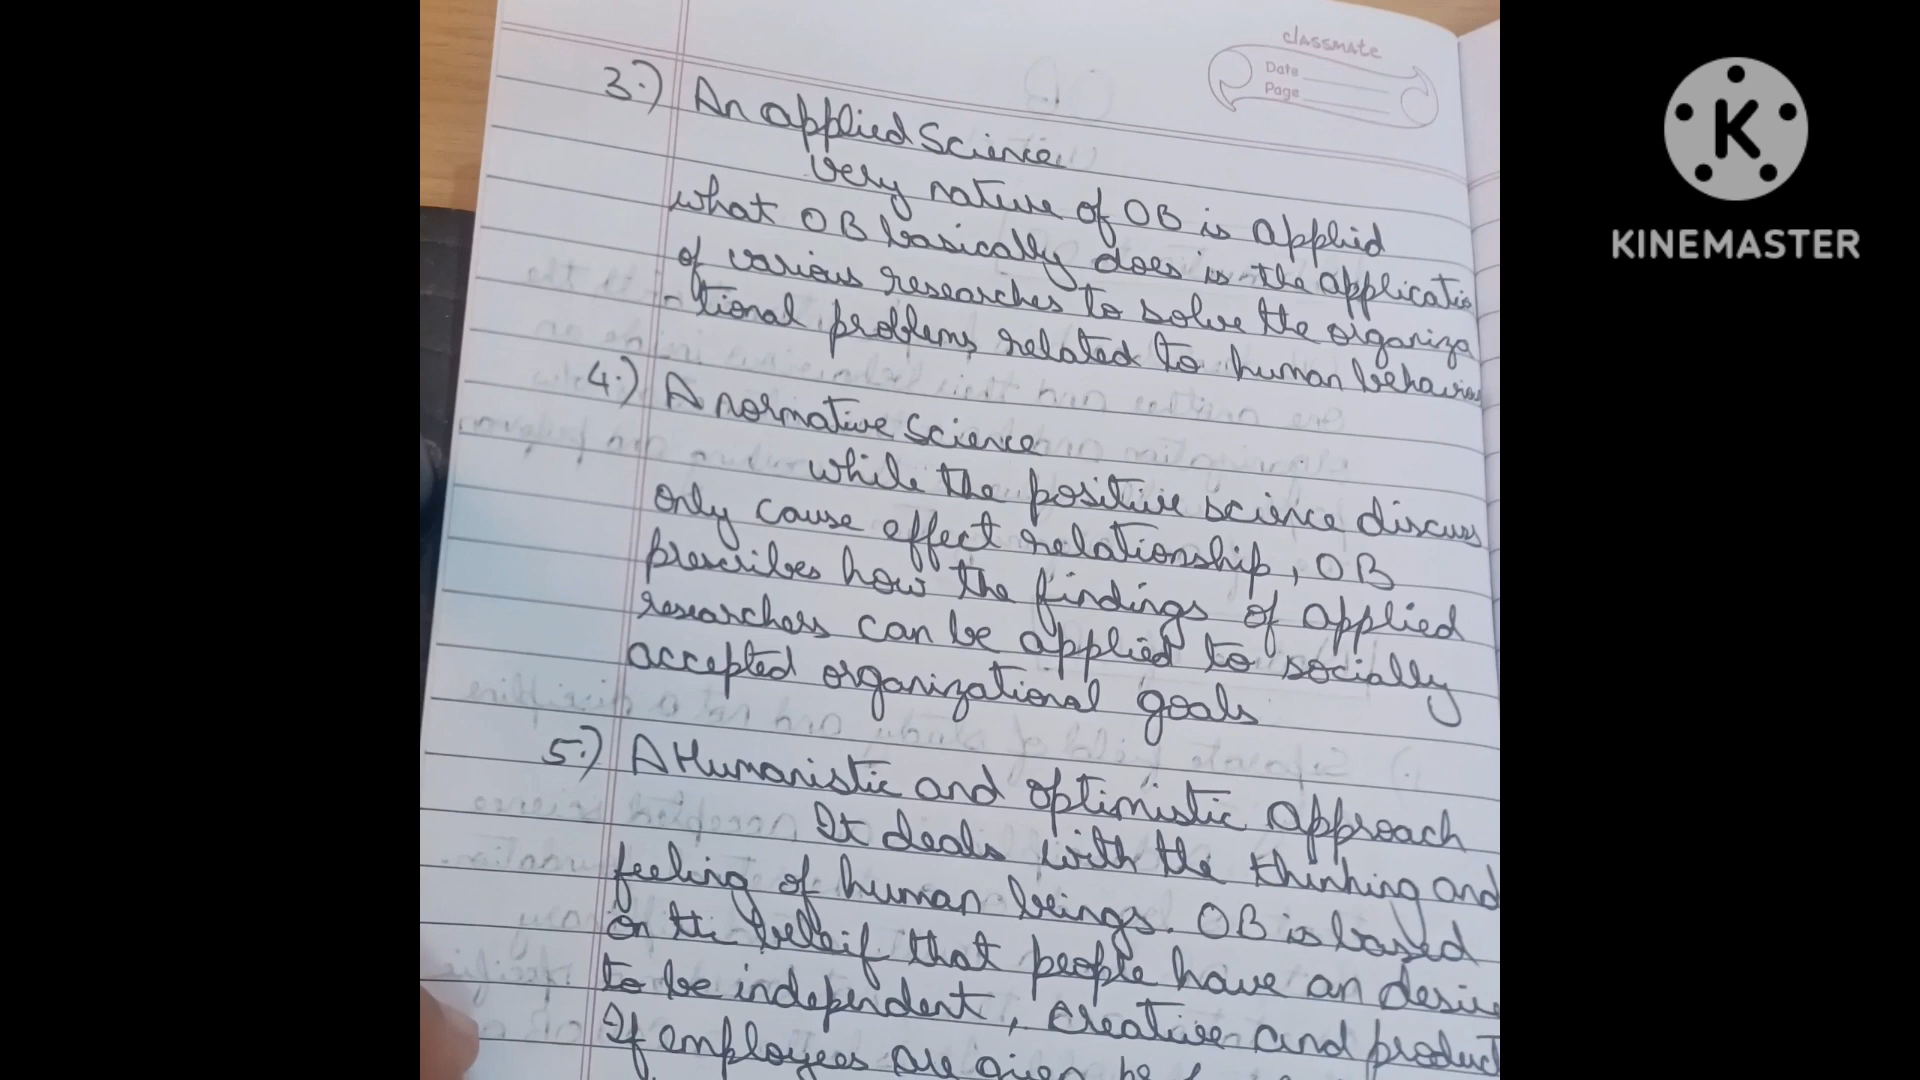 classmate
Date
Page
3.) An applied Science
Very nature of OB is applied
what OB basically does is the applicatio
of various researches to solve the organiza
-tional problems related to human behaviou
4.) A normative Science
While the positive science discuss
only cause effect relationship, OB
prescribes how the findings of applied
researchers can be applied to socially
accepted organizational goals
5.) A Humanistic and optimistic approach
It deals with the thinking and
feeling of human beings. OB is based
on the beleif that people have an desire
to be independent, creative and product
If employees are given
KINEMASTER